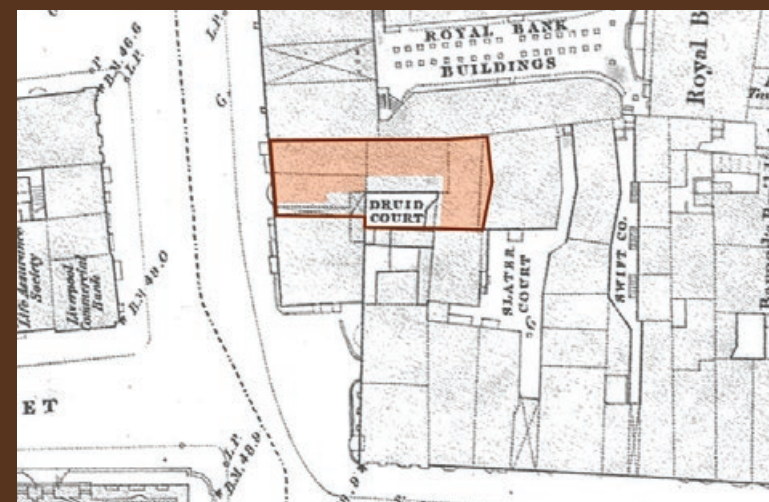 L.P.
B.M. 46.6
P.
L.P.
G.
ROYAL BANK
BUILDINGS
Royal B
DRUID
COURT
SLATER
COURT
SWIFT CO.
Life Assurance
Society
Liverpool
Commercial
Bank
B.M. 49.0
ET
L.P.
B.M. 48.9